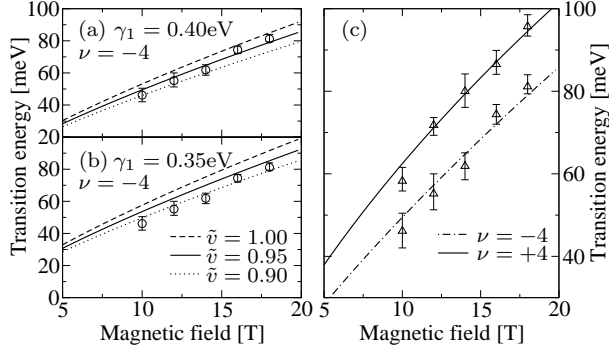 Transition energy [meV]
100
80
60
40
20
(a) γ1 = 0.40eV
ν = −4
80
60
40
20
0
(b) γ1 = 0.35eV
ν = −4
ṽ = 1.00
ṽ = 0.95
ṽ = 0.90
5 10 15 20
Magnetic field [T]
(c)
ν = −4
ν = +4
5 10 15 20
Magnetic field [T]
100
80
60
40
Transition energy [meV]